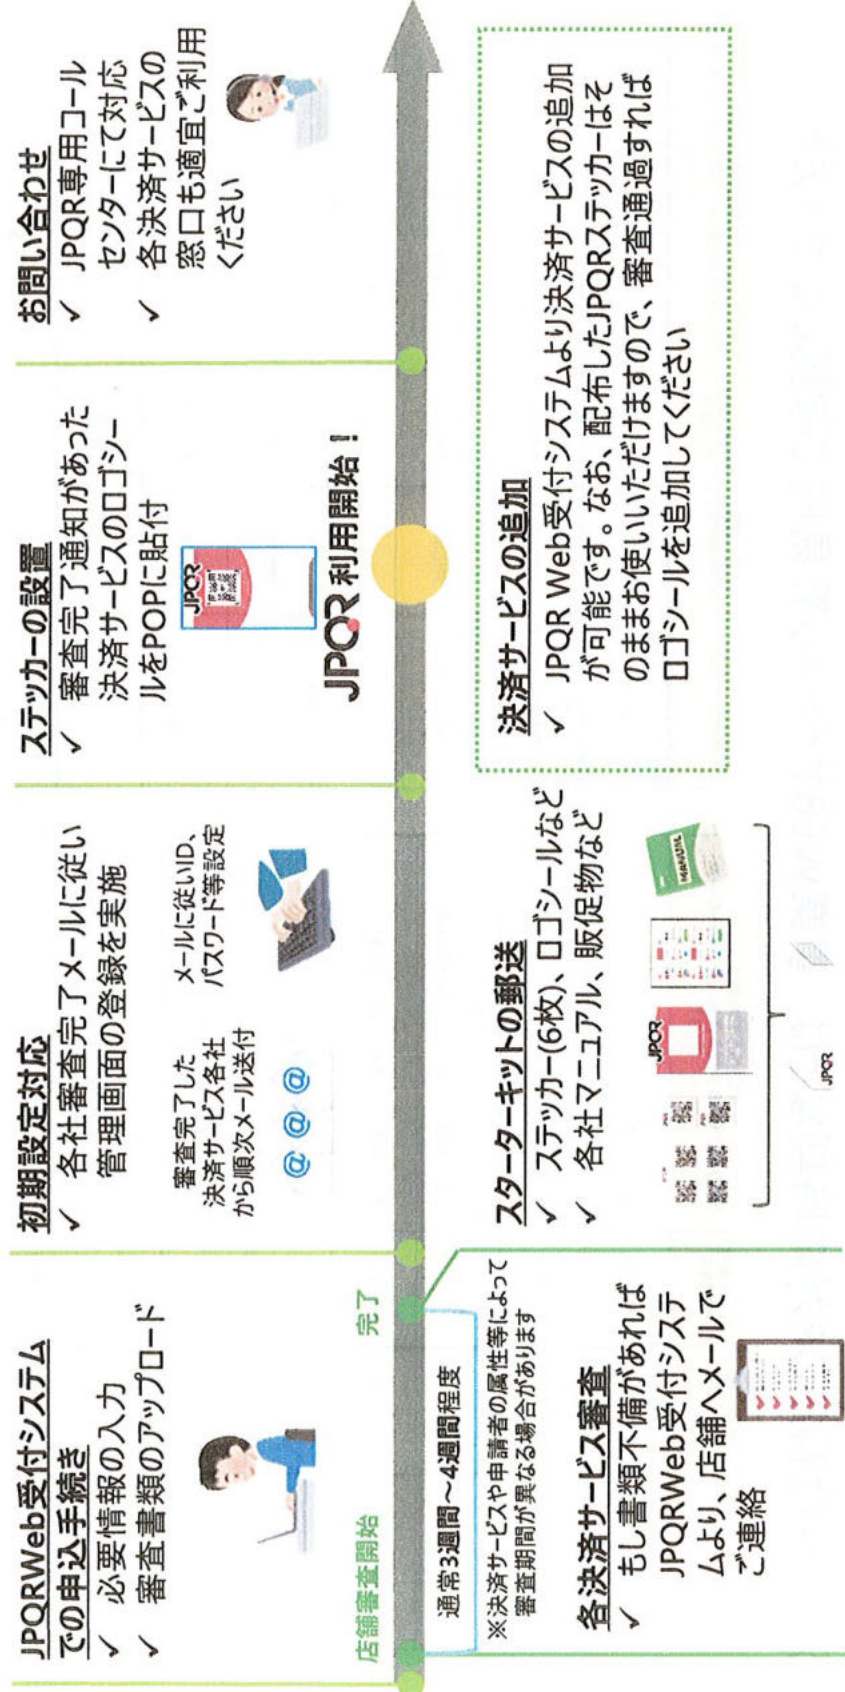 JPQRWeb受付システム
での申込手続き
✓ 必要情報の入力
✓ 審査書類のアップロード
店舗審査開始
完了
通常3週間～4週間程度
※決済サービスや申請者の属性等によって
審査期間が異なる場合があります
各決済サービス審査
✓ もし書類不備があれば
JPQRWeb受付システ
ムより、店舗へメールで
ご連絡
初期設定対応
✓ 各社審査完了メールに従い
管理画面の登録を実施
審査完了した
決済サービス各社
から順次メール送付
@ @ @
メールに従いID、
パスワード等設定
スターターキットの郵送
✓ ステッカー(6枚)、ロゴシールなど
✓ 各社マニュアル、販促物など
JPQR
MANUAL
JPQR
ステッカーの設置
✓ 審査完了通知があった
決済サービスのロゴシー
ルをPOPに貼付
JPQR
JPQR 利用開始！
決済サービスの追加
✓ JPQR Web受付システムより決済サービスの追加
が可能です。なお、配布したJPQRステッカーはそ
のままお使いいただけますので、審査通過すれば
ロゴシールを追加してください
お問い合わせ
✓ JPQR専用コール
センターにて対応
✓ 各決済サービスの
窓口も適宜ご利用
ください